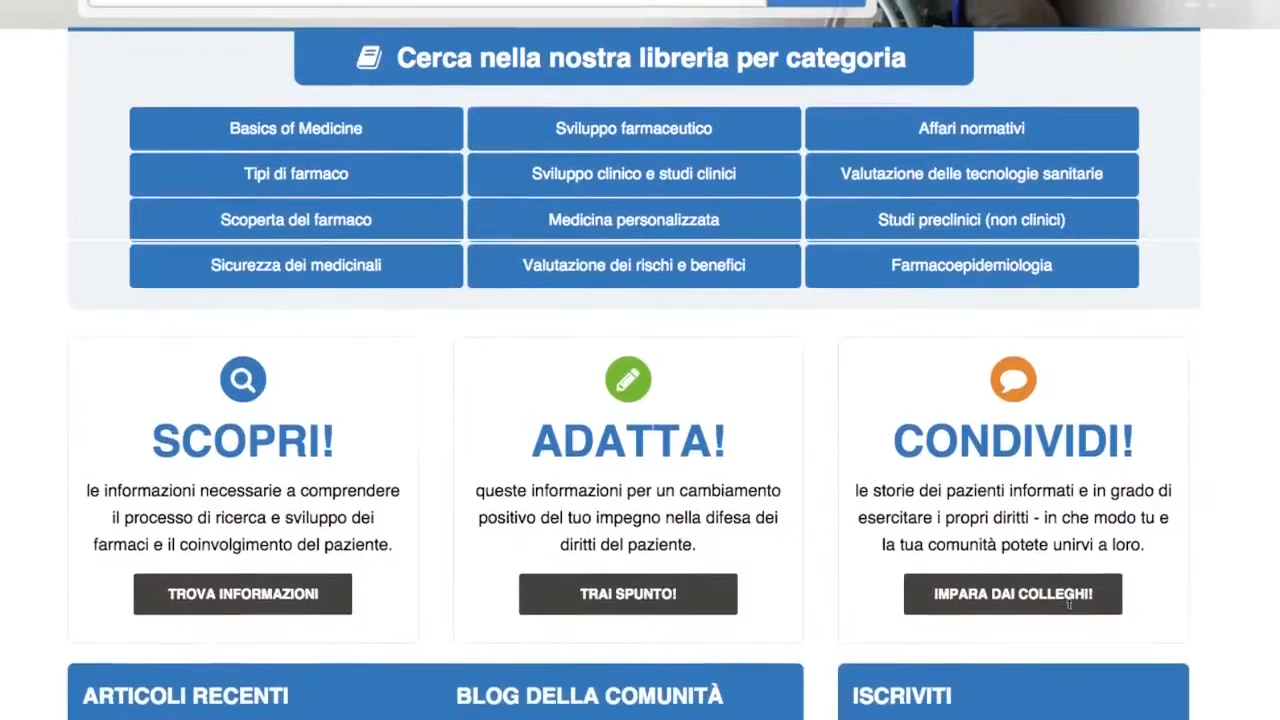 Cerca nella nostra libreria per categoria
Basics of Medicine
Sviluppo farmaceutico
Affari normativi
Tipi di farmaco
Sviluppo clinico e studi clinici
Valutazione delle tecnologie sanitarie
Scoperta del farmaco
Medicina personalizzata
Studi preclinici (non clinici)
Sicurezza dei medicinali
Valutazione dei rischi e benefici
Farmacoepidemiologia
SCOPRI!
le informazioni necessarie a comprendere
il processo di ricerca e sviluppo dei
farmaci e il coinvolgimento del paziente.
TROVA INFORMAZIONI
ADATTA!
queste informazioni per un cambiamento
positivo del tuo impegno nella difesa dei
diritti del paziente.
TRAI SPUNTO!
CONDIVIDI!
le storie dei pazienti informati e in grado di
esercitare i propri diritti - in che modo tu e
la tua comunità potete unirvi a loro.
IMPARA DAI COLLEGHI!
ARTICOLI RECENTI
BLOG DELLA COMUNITÀ
ISCRIVITI